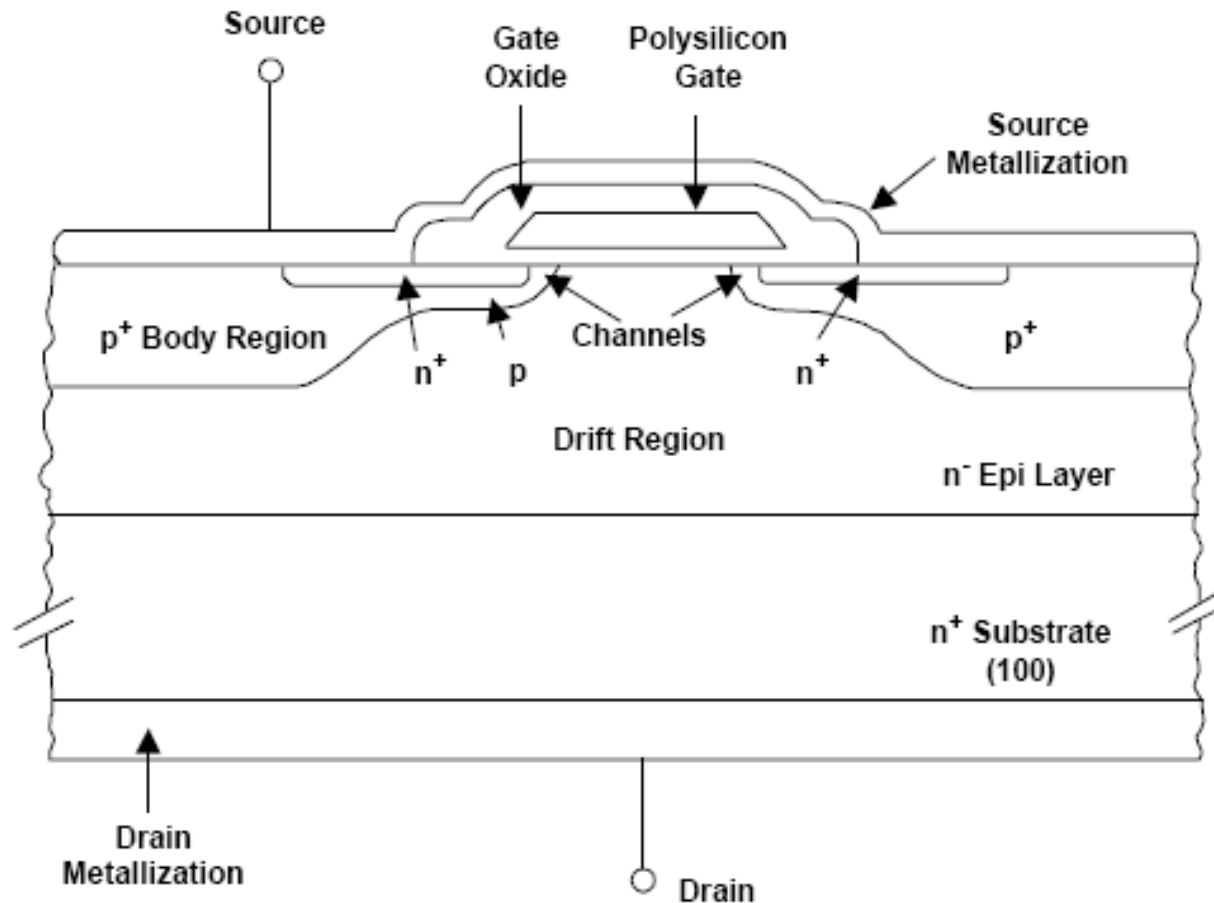 Source
Gate
Oxide
Polysilicon
Gate
Source
Metallization
p+ Body Region
n+
p
Channels
n+
p+
Drift Region
n- Epi Layer
n+ Substrate
(100)
Drain
Metallization
Drain